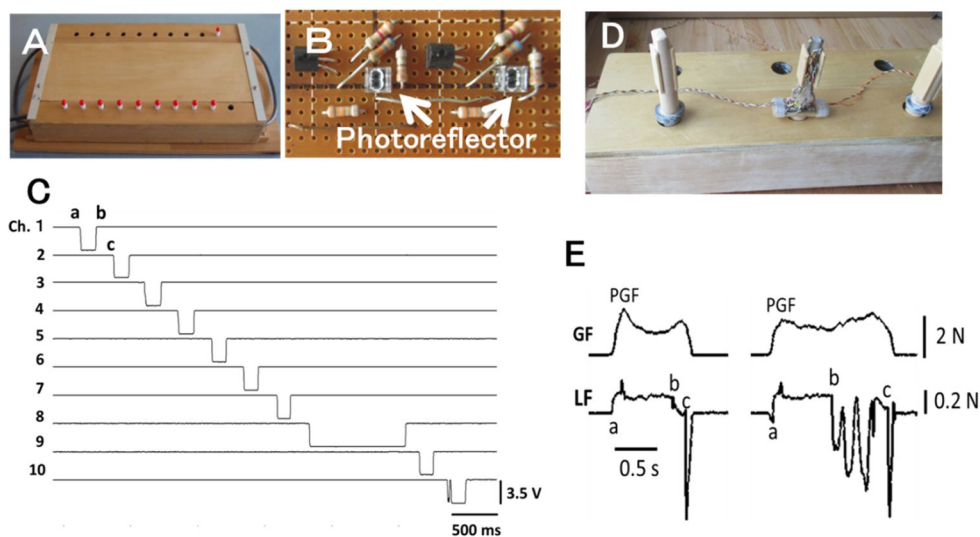 A
B
Photoreflector
D
C
Ch. 1
a b
2
c
3
4
5
6
7
8
9
10
3.5 V
500 ms
E
PGF
PGF
GF
2 N
LF
b
c
a
b
c
a
0.2 N
0.5 s